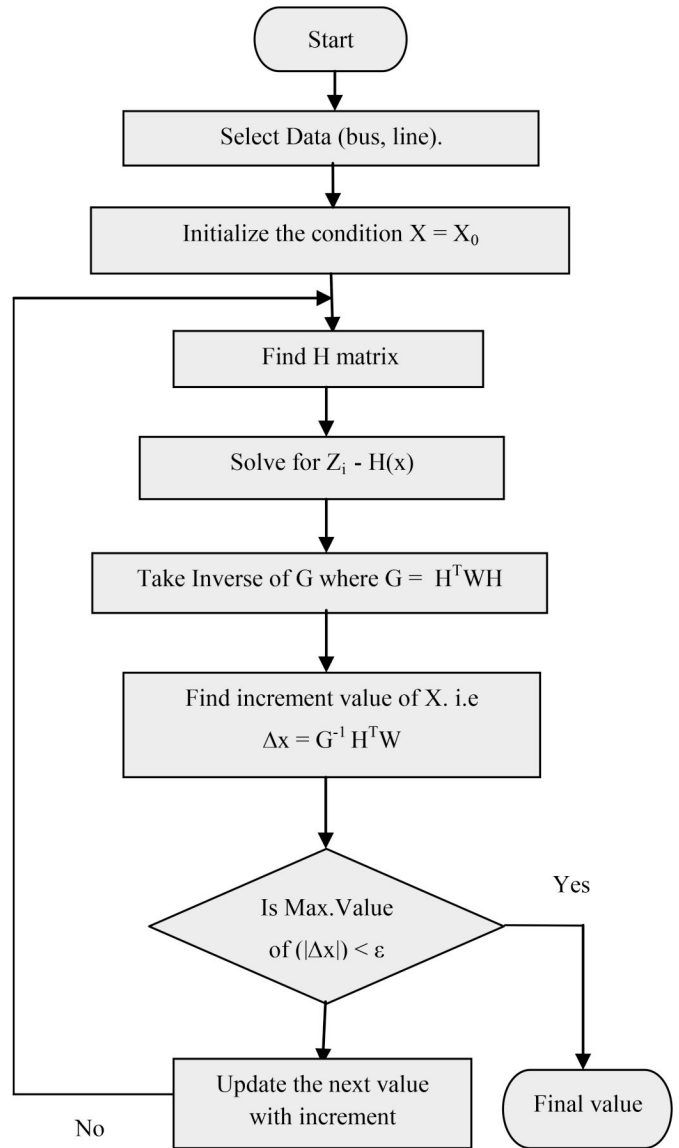 Start
Select Data (bus, line).
Initialize the condition X = X₀
Find H matrix
Solve for Zᵢ - H(x)
Take Inverse of G where G = HᵀWH
Find increment value of X. i.e
Δx = G⁻¹ HᵀW
Is Max.Value
of (|Δx|) < ε
Yes
Update the next value
with increment
No
Final value